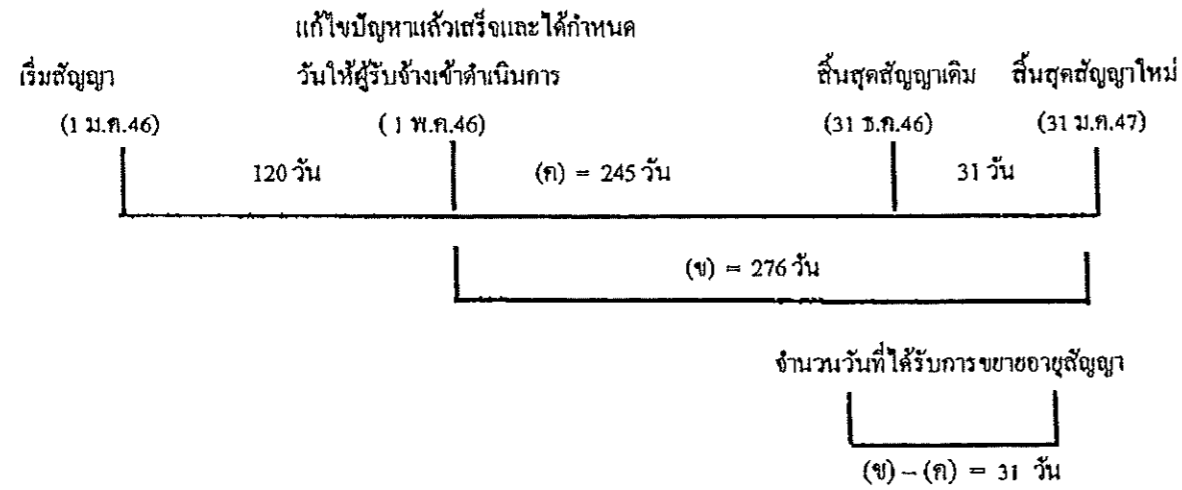 แก้ไขปัญหาแล้วเสร็จและได้กำหนด
เริ่มสัญญา วันให้ผู้รับจ้างเข้าดำเนินการ สิ้นสุดสัญญาเดิม สิ้นสุดสัญญาใหม่
(1 ม.ค.46) (1 พ.ค.46) (31 ธ.ค.46) (31 ม.ค.47)
120 วัน (ค) = 245 วัน 31 วัน
(ข) = 276 วัน
จำนวนวันที่ได้รับการขยายอายุสัญญา
(ข) – (ค) = 31 วัน